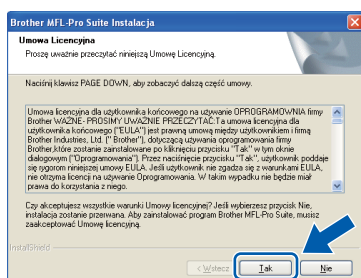 Brother MFL-Pro Suite Instalacja
Umowa Licencyjna
Proszę uważnie przeczytać niniejszą Umowę Licencyjną.
Naciśnij klawisz PAGE DOWN, aby zobaczyć dalszą część umowy.
Umowa licencyjna dla użytkownika końcowego na używanie OPROGRAMOWNIA firmy
Brother WAŻNE- PROSIMY UWAŻNIE PRZECZYTAĆ:Ta umowa licencyjna dla
użytkownika końcowego ("EULA") jest prawną umową między użytkownikiem i firmą
Brother Industries, Ltd. (" Brother"), dotyczącą używania oprogramowania firmy
Brother,które zostanie zainstalowane po kliknięciu przycisku "Tak" w tym oknie
dialogowym ("Oprogramowania"). Przez naciśnięcie przycisku "Tak", użytkownik poddaje
się rygorom niniejszej umowy EULA. Jeśli użytkownik nie zgadza się z warunkami EULA,
nie otrzyma licencji na używanie Oprogramowania. W takim wypadku nie będzie miał
prawa do korzystania z niego.
Czy akceptujesz wszystkie warunki Umowy licencyjnej? Jeśli wybierzesz przycisk Nie,
instalacja zostanie przerwana. Aby zainstalować program Brother MFL-Pro Suite, musisz
zaakceptować Umowę licencyjną.
InstallShield
< Wstecz Tak Nie